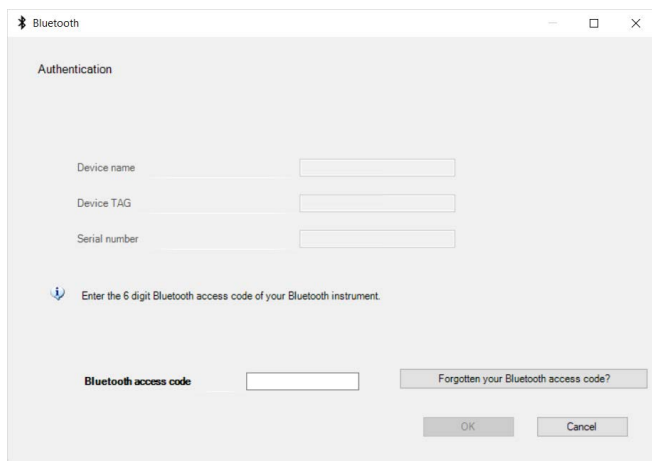 Bluetooth
Authentication
Device name
Device TAG
Serial number
Enter the 6 digit Bluetooth access code of your Bluetooth instrument.
Bluetooth access code
Forgotten your Bluetooth access code?
OK
Cancel